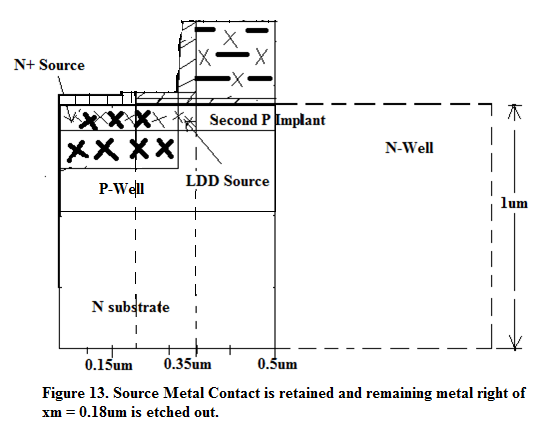 N+ Source
Second P Implant
N-Well
LDD Source
P-Well
1um
N substrate
0.15um 0.35um 0.5um
Figure 13. Source Metal Contact is retained and remaining metal right of
xm = 0.18um is etched out.